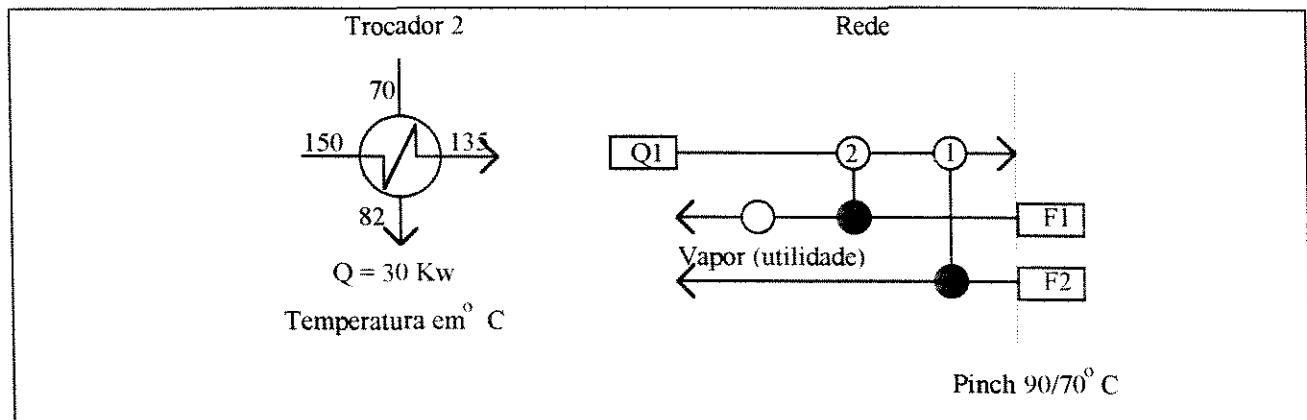 Trocador 2
Rede
70
150
135
82
Q = 30 Kw
Temperatura em° C
Q1
2
1
F1
Vapor (utilidade)
F2
Pinch 90/70° C